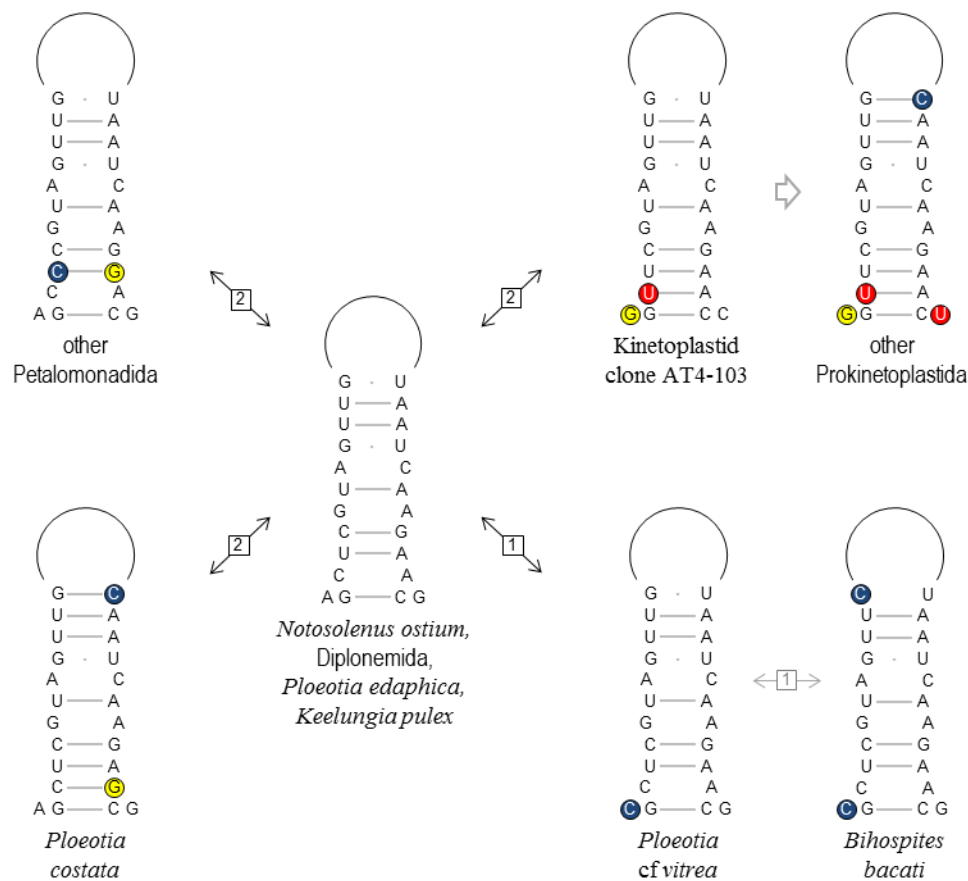 G · U
U A
U A
G · U
A C
U A
G A
C G
C G
C A
A G C G
other
Petalomonadida
2
G · U
U A
U A
G · U
A C
U A
G A
C G
U A
U A
G G C C
Kinetoplastid
clone AT4-103
2
G C
U A
U A
G · U
A C
U A
G A
C G
U A
U A
G G C U
other
Prokinetoplastida
G · U
U A
U A
G · U
A C
U A
G A
C G
U A
C A
A G C G
Notosolenus ostium,
Diplonemida,
Ploeotia edaphica,
Keelungia pulex
2
G C
U A
U A
G · U
A C
U A
G A
C G
U A
C G
A G C G
Ploeotia
costata
1
G · U
U A
U A
G · U
A C
U A
G A
C G
U A
C A
C G C G
Ploeotia
cf vitrea
1
C U
U A
U A
G · U
A C
U A
G A
C G
U A
C A
C G C G
Bihospites
bacati